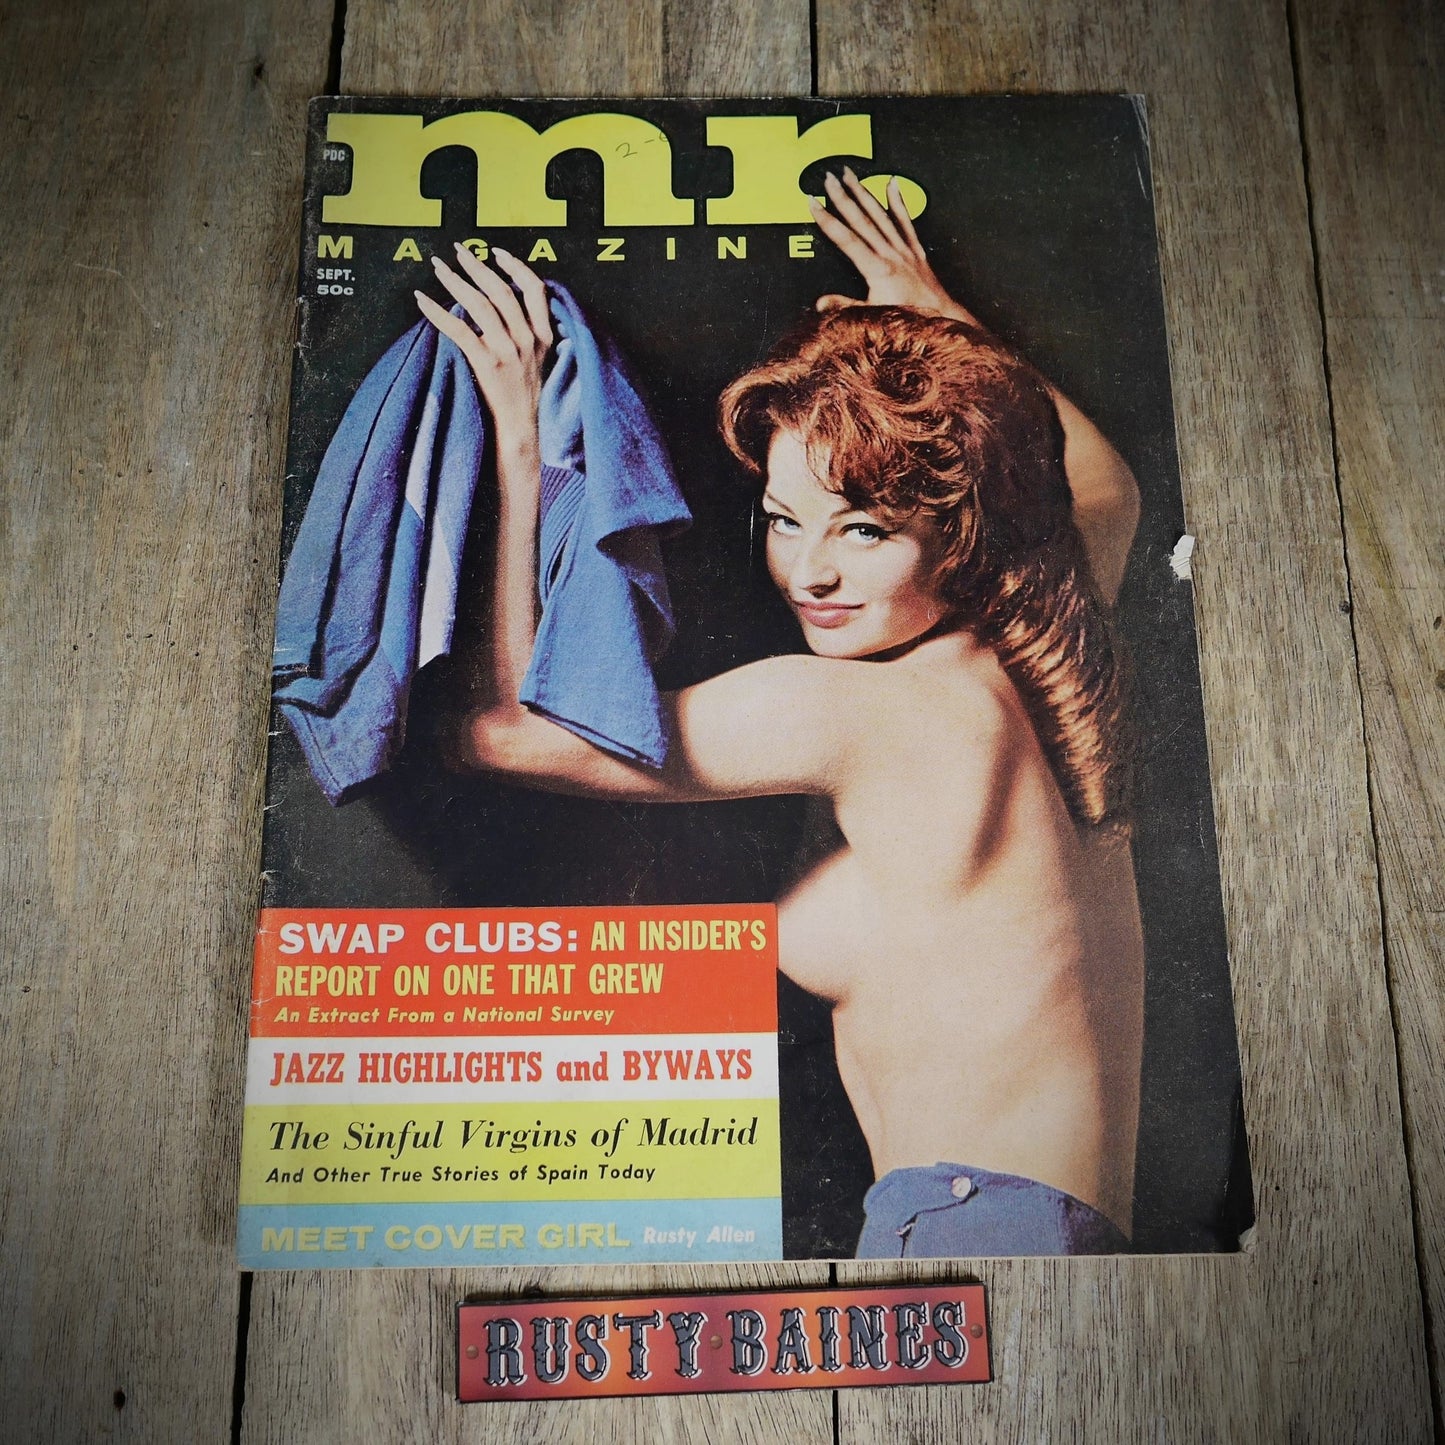 mr.
PDC
MAGAZINE
SEPT.
50c
SWAP CLUBS: AN INSIDER'S
REPORT ON ONE THAT GREW
An Extract From a National Survey
JAZZ HIGHLIGHTS and BYWAYS
The Sinful Virgins of Madrid
And Other True Stories of Spain Today
MEET COVER GIRL Rusty Allen
RUSTY BAINES